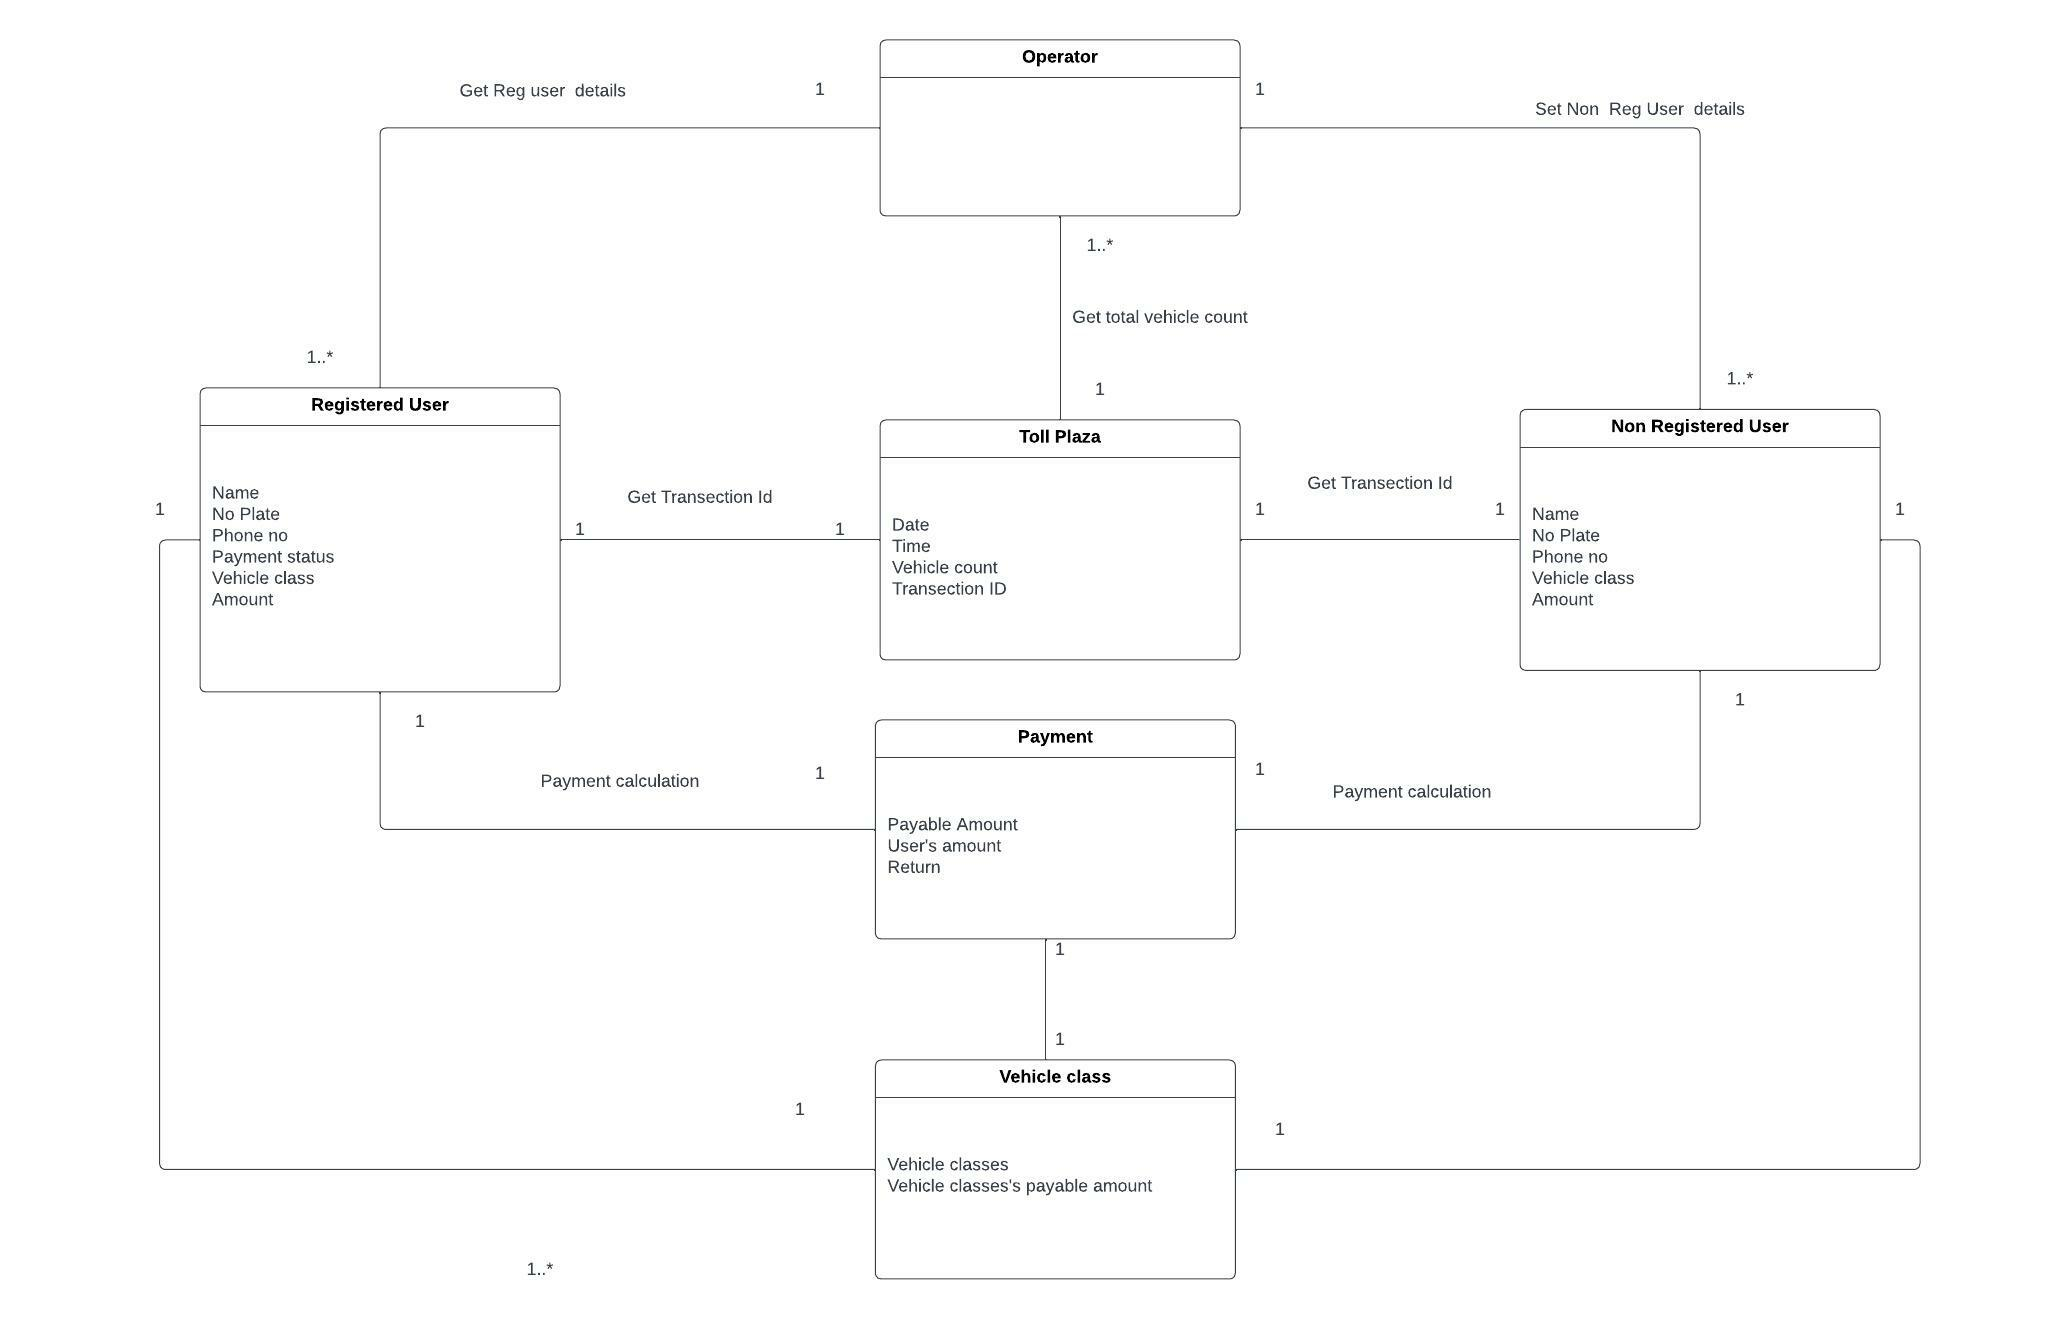 Operator
Get Reg user  details
1
1
Set Non  Reg User  details
1..*
Get total vehicle count
1..*
1
1..*
Registered User
Toll Plaza
Non Registered User
1
Name
No Plate
Phone no
Payment status
Vehicle class
Amount
Get Transection Id
1
1
Date
Time
Vehicle count
Transection ID
Get Transection Id
1
1
Name
No Plate
Phone no
Vehicle class
Amount
1
1
1
Payment
Payment calculation
1
1
Payment calculation
Payable Amount
User's amount
Return
1
1
Vehicle class
1
1
Vehicle classes
Vehicle classes's payable amount
1..*